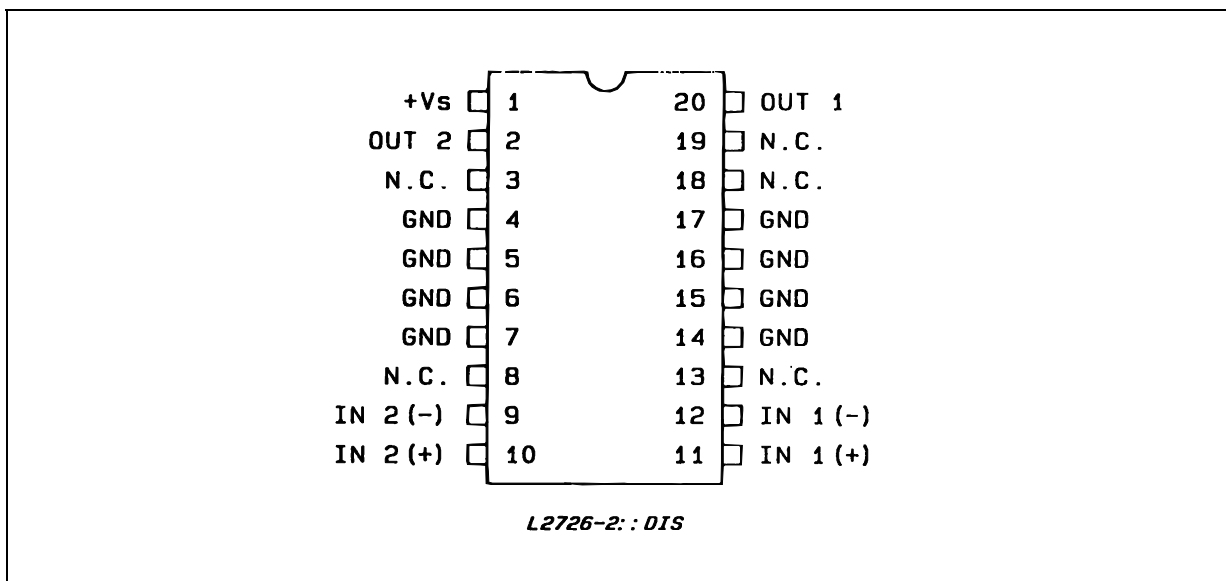 +Vs 1 20 OUT 1
OUT 2 2 19 N.C.
N.C. 3 18 N.C.
GND 4 17 GND
GND 5 16 GND
GND 6 15 GND
GND 7 14 GND
N.C. 8 13 N.C.
IN 2(-) 9 12 IN 1(-)
IN 2(+) 10 11 IN 1(+)
L2726-2::DIS